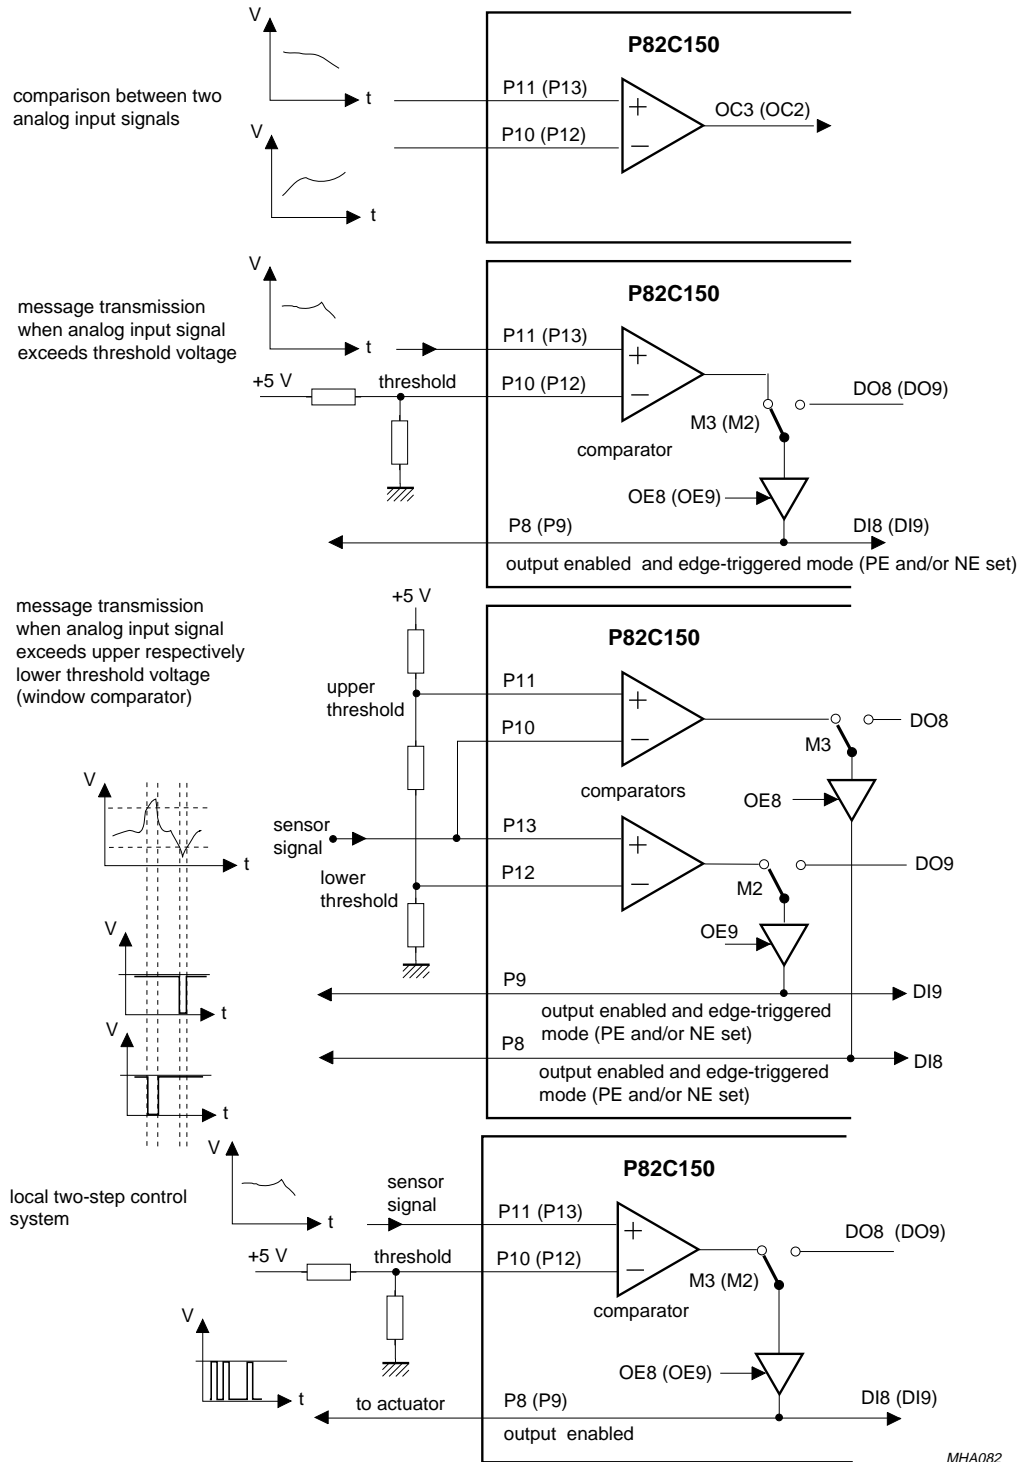 V
P82C150
comparison between two
analog input signals
t
P11 (P13)
+
OC3 (OC2)
V
P10 (P12)
−
t
V
P82C150
message transmission
when analog input signal
exceeds threshold voltage
t
P11 (P13)
+
+5 V
threshold
P10 (P12)
−
DO8 (DO9)
M3 (M2)
comparator
OE8 (OE9)
P8 (P9)
DI8 (DI9)
output enabled and edge-triggered mode (PE and/or NE set)
message transmission
when analog input signal
exceeds upper respectively
lower threshold voltage
(window comparator)
+5 V
P82C150
upper
threshold
P11
+
DO8
P10
−
M3
V
comparators
OE8
t
sensor
signal
P13
+
DO9
lower
threshold
P12
−
M2
V
OE9
t
P9
DI9
output enabled and edge-triggered
mode (PE and/or NE set)
V
P8
DI8
output enabled and edge-triggered
mode (PE and/or NE set)
t
V
P82C150
local two-step control
system
sensor
signal
t
P11 (P13)
+
DO8 (DO9)
+5 V
threshold
P10 (P12)
−
M3 (M2)
comparator
V
OE8 (OE9)
t
to actuator
P8 (P9)
DI8 (DI9)
output enabled
MHA082